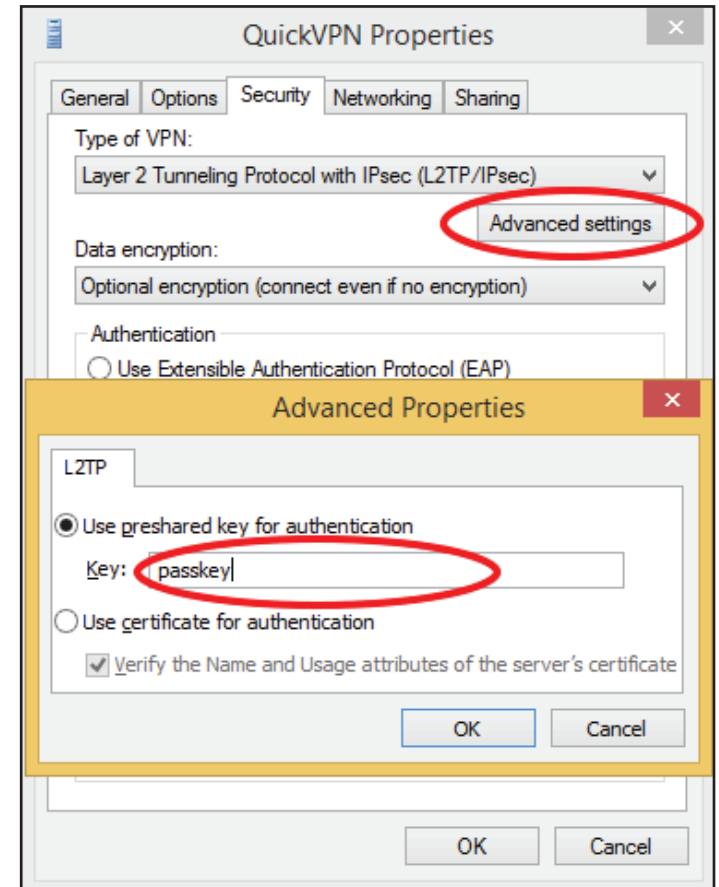 QuickVPN Properties
General Options Security Networking Sharing
Type of VPN:
Layer 2 Tunneling Protocol with IPsec (L2TP/IPsec)
Advanced settings
Data encryption:
Optional encryption (connect even if no encryption)
Authentication
Use Extensible Authentication Protocol (EAP)
Advanced Properties
L2TP
Use preshared key for authentication
Key: passkey
Use certificate for authentication
Verify the Name and Usage attributes of the server's certificate
OK Cancel
OK Cancel